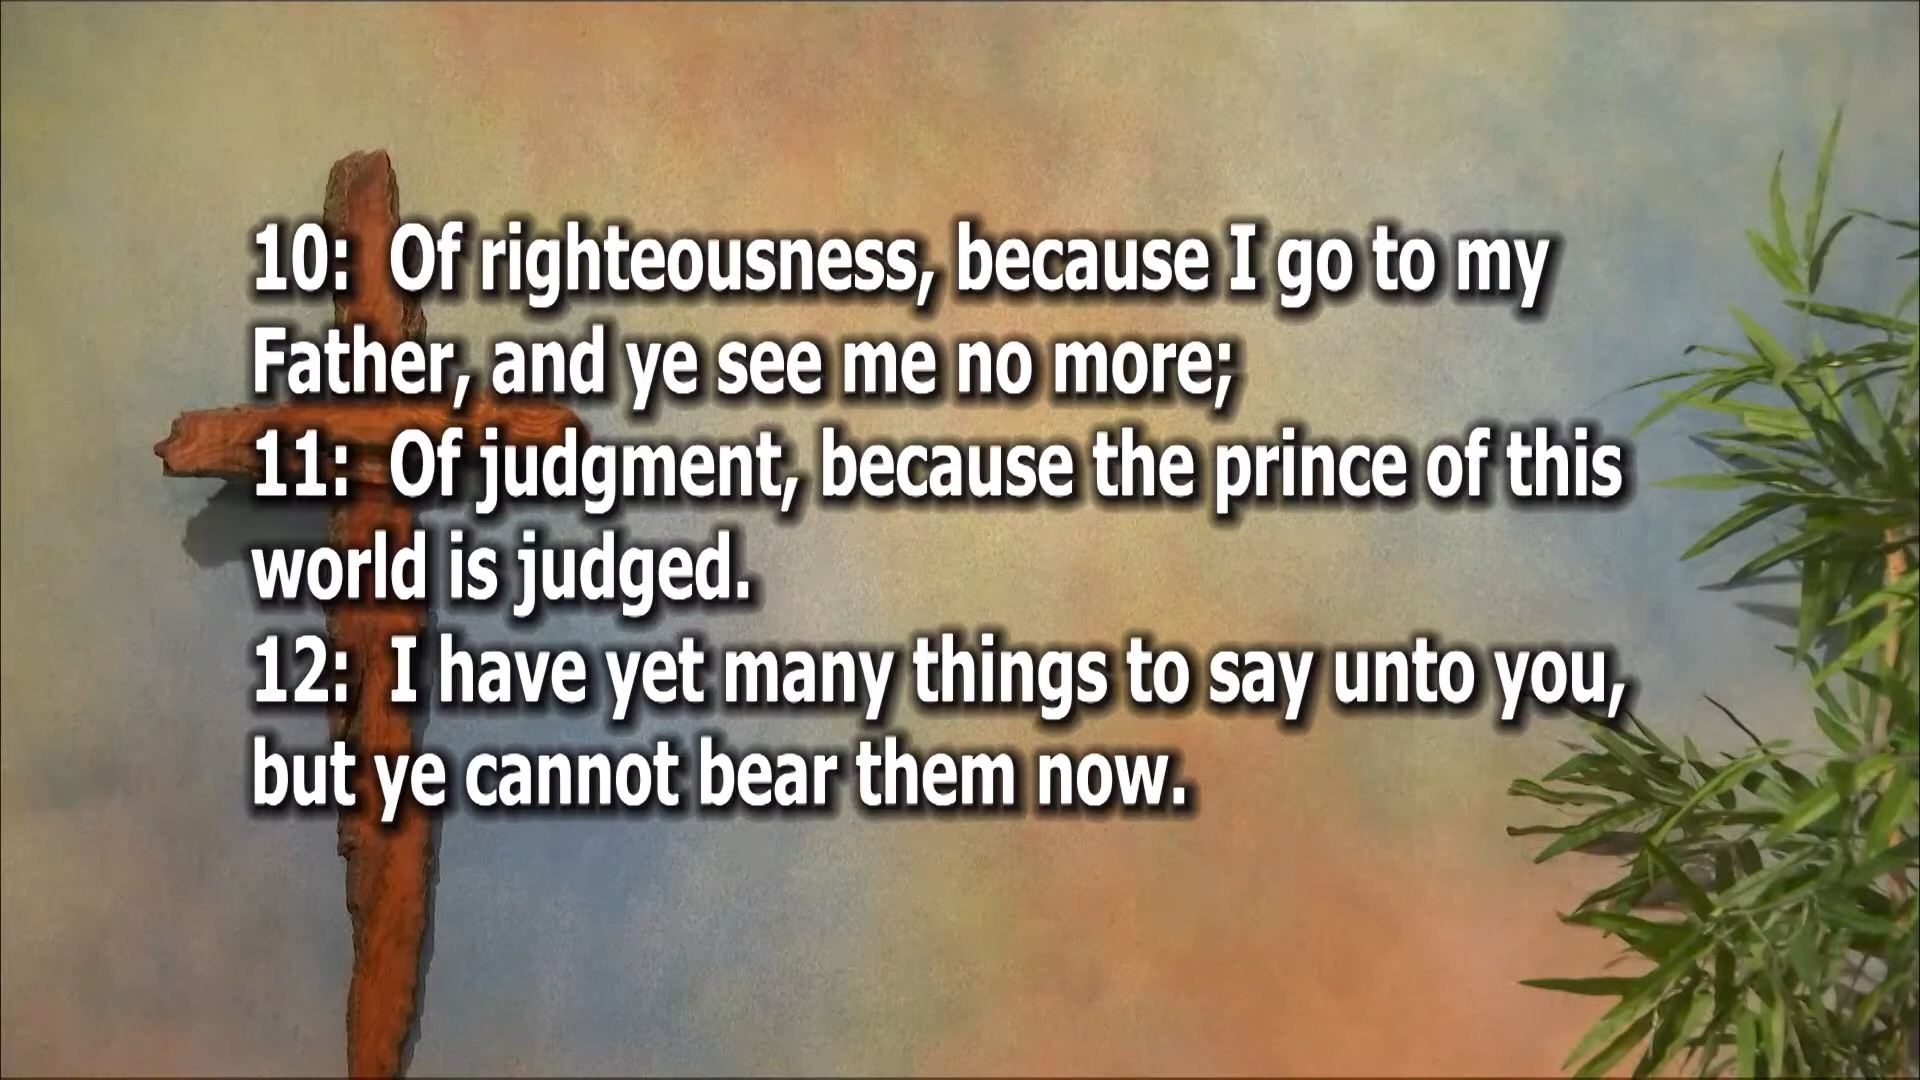 10:  Of righteousness, because I go to my
Father, and ye see me no more;
11:  Of judgment, because the prince of this
world is judged.
12:  I have yet many things to say unto you,
but ye cannot bear them now.